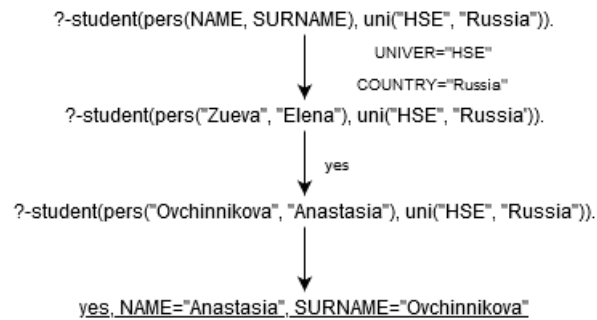 ?-student(pers(NAME, SURNAME), uni("HSE", "Russia")).
UNIVER="HSE"
COUNTRY="Russia"
?-student(pers("Zueva", "Elena"), uni("HSE", "Russia")).
yes
?-student(pers("Ovchinnikova", "Anastasia"), uni("HSE", "Russia")).
yes, NAME="Anastasia", SURNAME="Ovchinnikova"